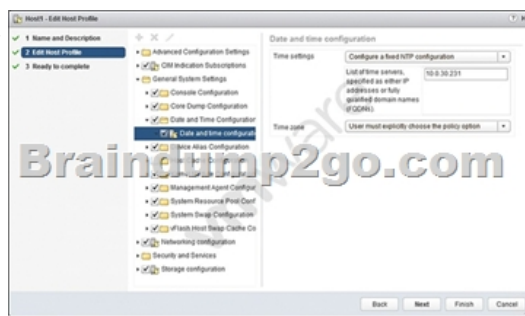 Host1 - Edit Host Profile
1 Name and Description
2 Edit Host Profile
3 Ready to complete
Advanced Configuration Settings
CIM Indication Subscriptions
General System Settings
Console Configuration
Core Dump Configuration
Date and Time Configuration
Date and time configurati
Device Alias Configuration
Management Agent Configur
System Resource Pool Conf
System Swap Configuration
vFlash Host Swap Cache Co
Networking configuration
Security and Services
Storage configuration
Date and time configuration
Time settings
Configure a fixed NTP configuration
List of time servers,
specified as either IP
addresses or fully
qualified domain names
(FQDNs).
10.0.30.231
Time zone
User must explicitly choose the policy option
Braindump2go.com
vmware
Back Next Finish Cancel